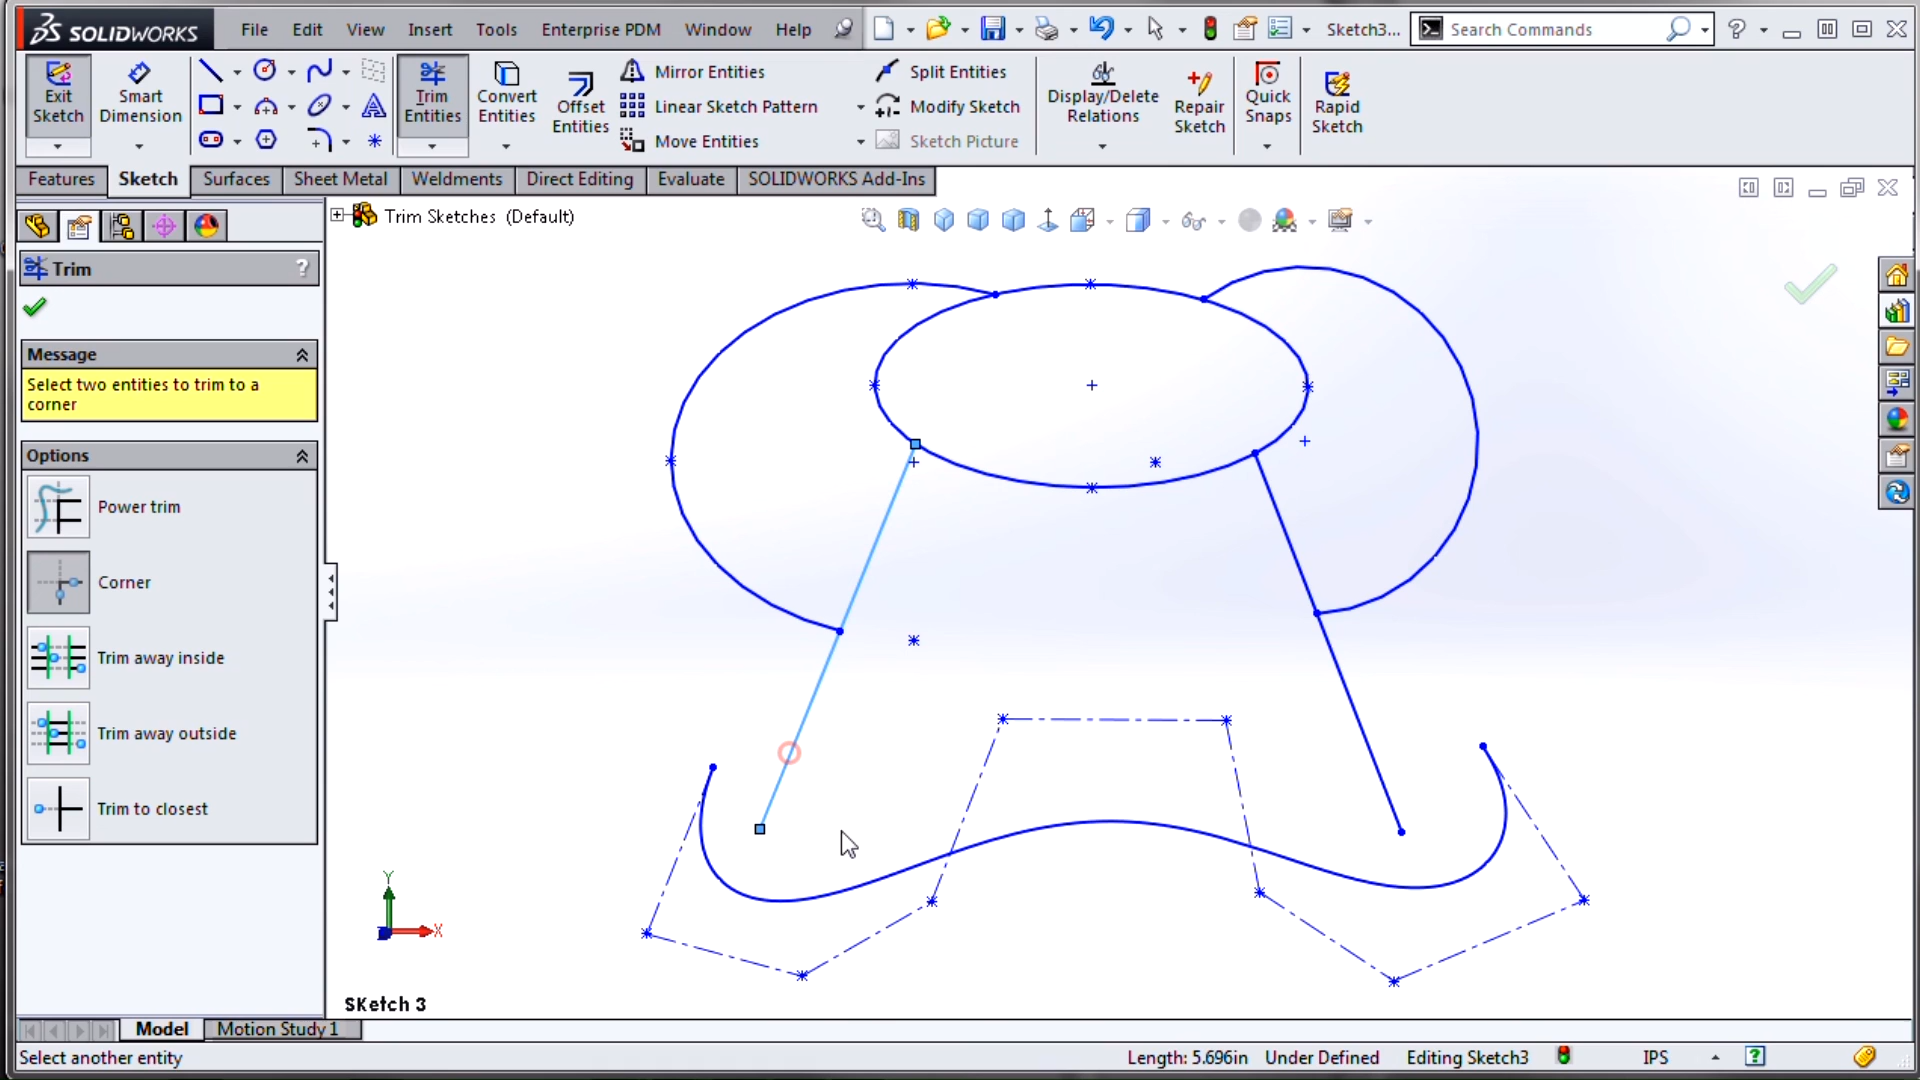 SOLIDWORKS File Edit View Insert Tools Enterprise PDM Window Help Sketch3... Search Commands ?
Exit Sketch
Smart Dimension
Trim Entities
Convert Entities
Offset Entities
Mirror Entities
Linear Sketch Pattern
Move Entities
Split Entities
Modify Sketch
Sketch Picture
Display/Delete Relations
Repair Sketch
Quick Snaps
Rapid Sketch
Features Sketch Surfaces Sheet Metal Weldments Direct Editing Evaluate SOLIDWORKS Add-Ins
Trim Sketches (Default)
Trim ?
Message
Select two entities to trim to a
corner
Options
Power trim
Corner
Trim away inside
Trim away outside
Trim to closest
Y
X
SKetch 3
Model Motion Study 1
Select another entity Length: 5.696in Under Defined Editing Sketch3 IPS ?